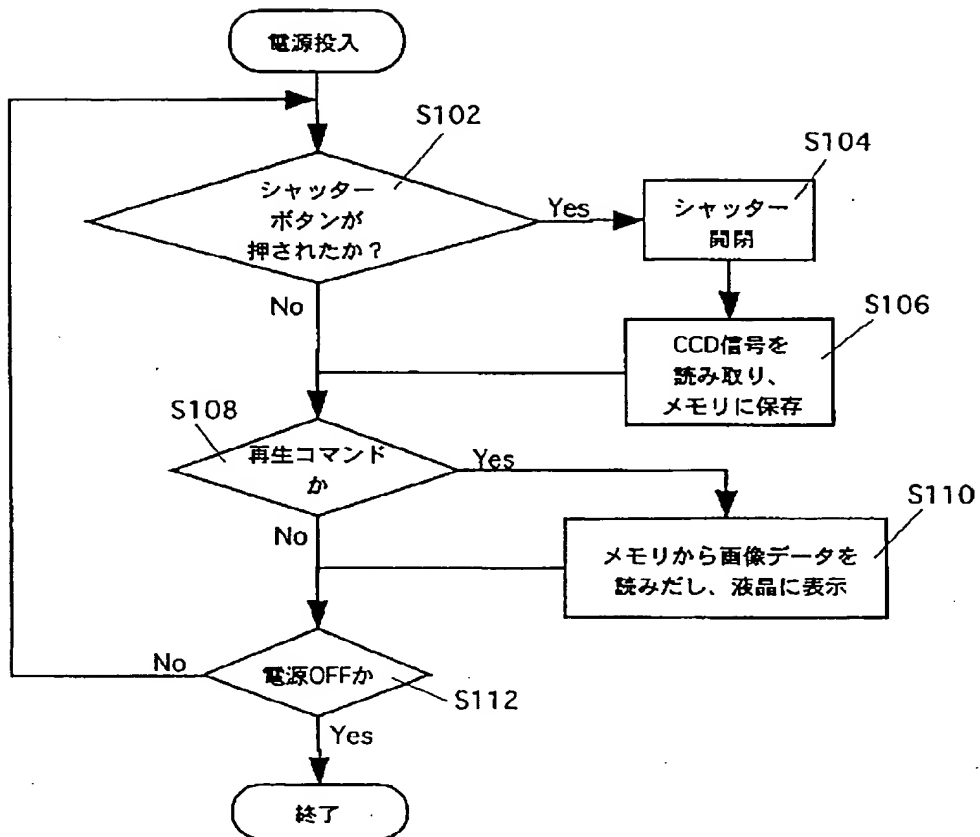 電源投入
S102
シャッター
ボタンが
押されたか?
Yes
S104
シャッター
開閉
No
S106
CCD信号を
読み取り、
メモリに保存
S108
再生コマンド
か
Yes
S110
No
メモリから画像データを
読みだし、液晶に表示
No
電源OFFか
S112
Yes
終了